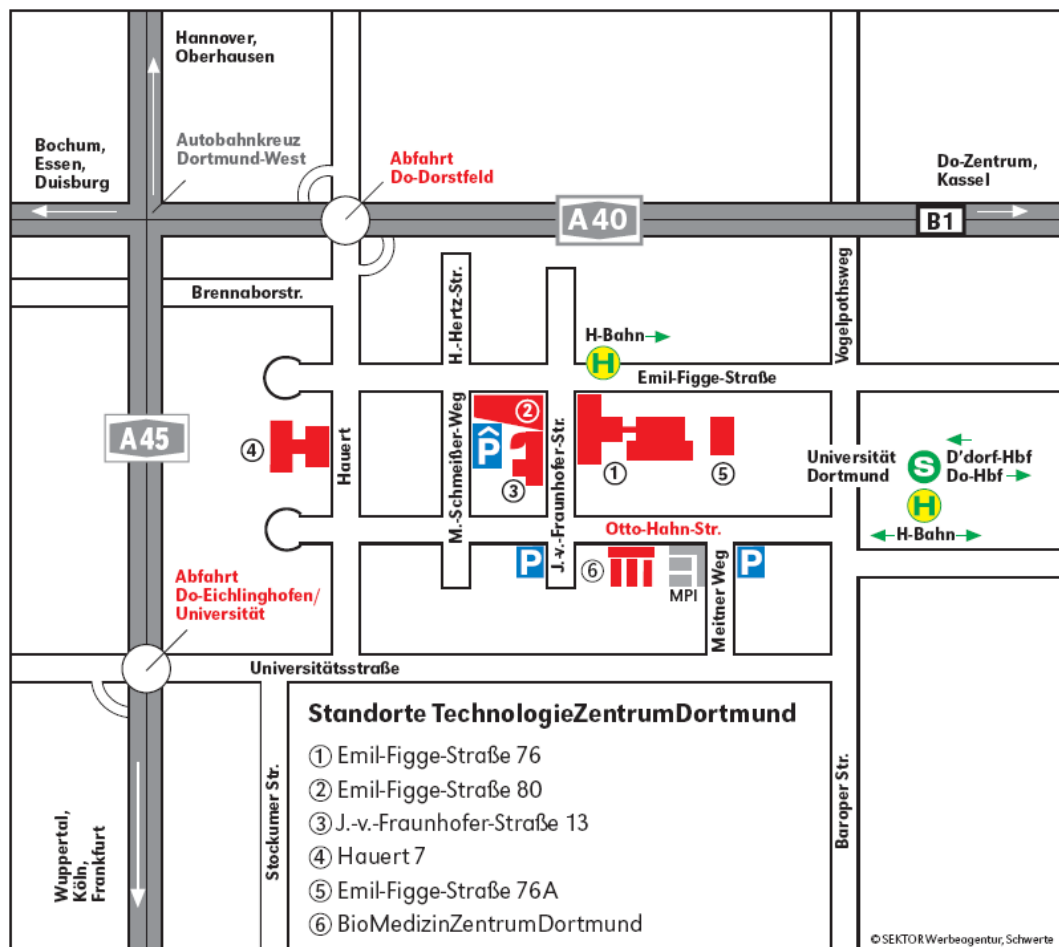 Hannover,
Oberhausen
Bochum,
Essen,
Duisburg
Autobahnkreuz
Dortmund-West
Abfahrt
Do-Dorstfeld
Do-Zentrum,
Kassel
A 40
B1
Brennaborstr.
H.-Hertz-Str.
Vogelpothsweg
H-Bahn
H
Emil-Figge-Straße
A 45
4
Hauert
M.-Schmeißer-Weg
2
P
3
J.-v.-Fraunhofer-Str.
1
5
Universität
Dortmund
S
D'dorf-Hbf
Do-Hbf
H
H-Bahn
Otto-Hahn-Str.
P
6
MPI
Meitner Weg
P
Abfahrt
Do-Eichlinghofen/
Universität
Universitätsstraße
Stockumer Str.
Baroper Str.
Wuppertal,
Köln,
Frankfurt
Standorte TechnologieZentrumDortmund
1 Emil-Figge-Straße 76
2 Emil-Figge-Straße 80
3 J.-v.-Fraunhofer-Straße 13
4 Hauert 7
5 Emil-Figge-Straße 76A
6 BioMedizinZentrumDortmund
© SEKTOR Werbeagentur, Schwerte